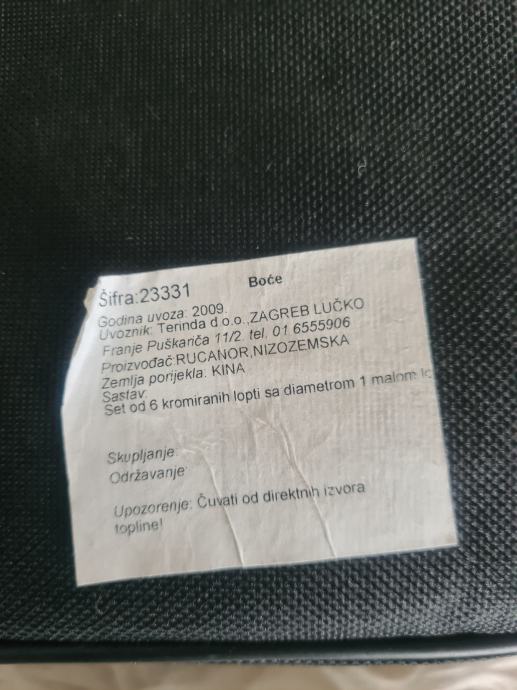 Boće
Šifra:23331
Godina uvoza: 2009.
Uvoznik: Terinda d.o.o.,ZAGREB LUČKO
Franje Puškariča 11/2. tel. 01 6555906
Proizvođač:RUCANOR,NIZOZEMSKA
Zemlja porijekla: KINA
Sastav:
Set od 6 kromiranih lopti sa diametrom 1 malom
Skupljanje:
Održavanje:
Upozorenje: Čuvati od direktnih izvora
topline!